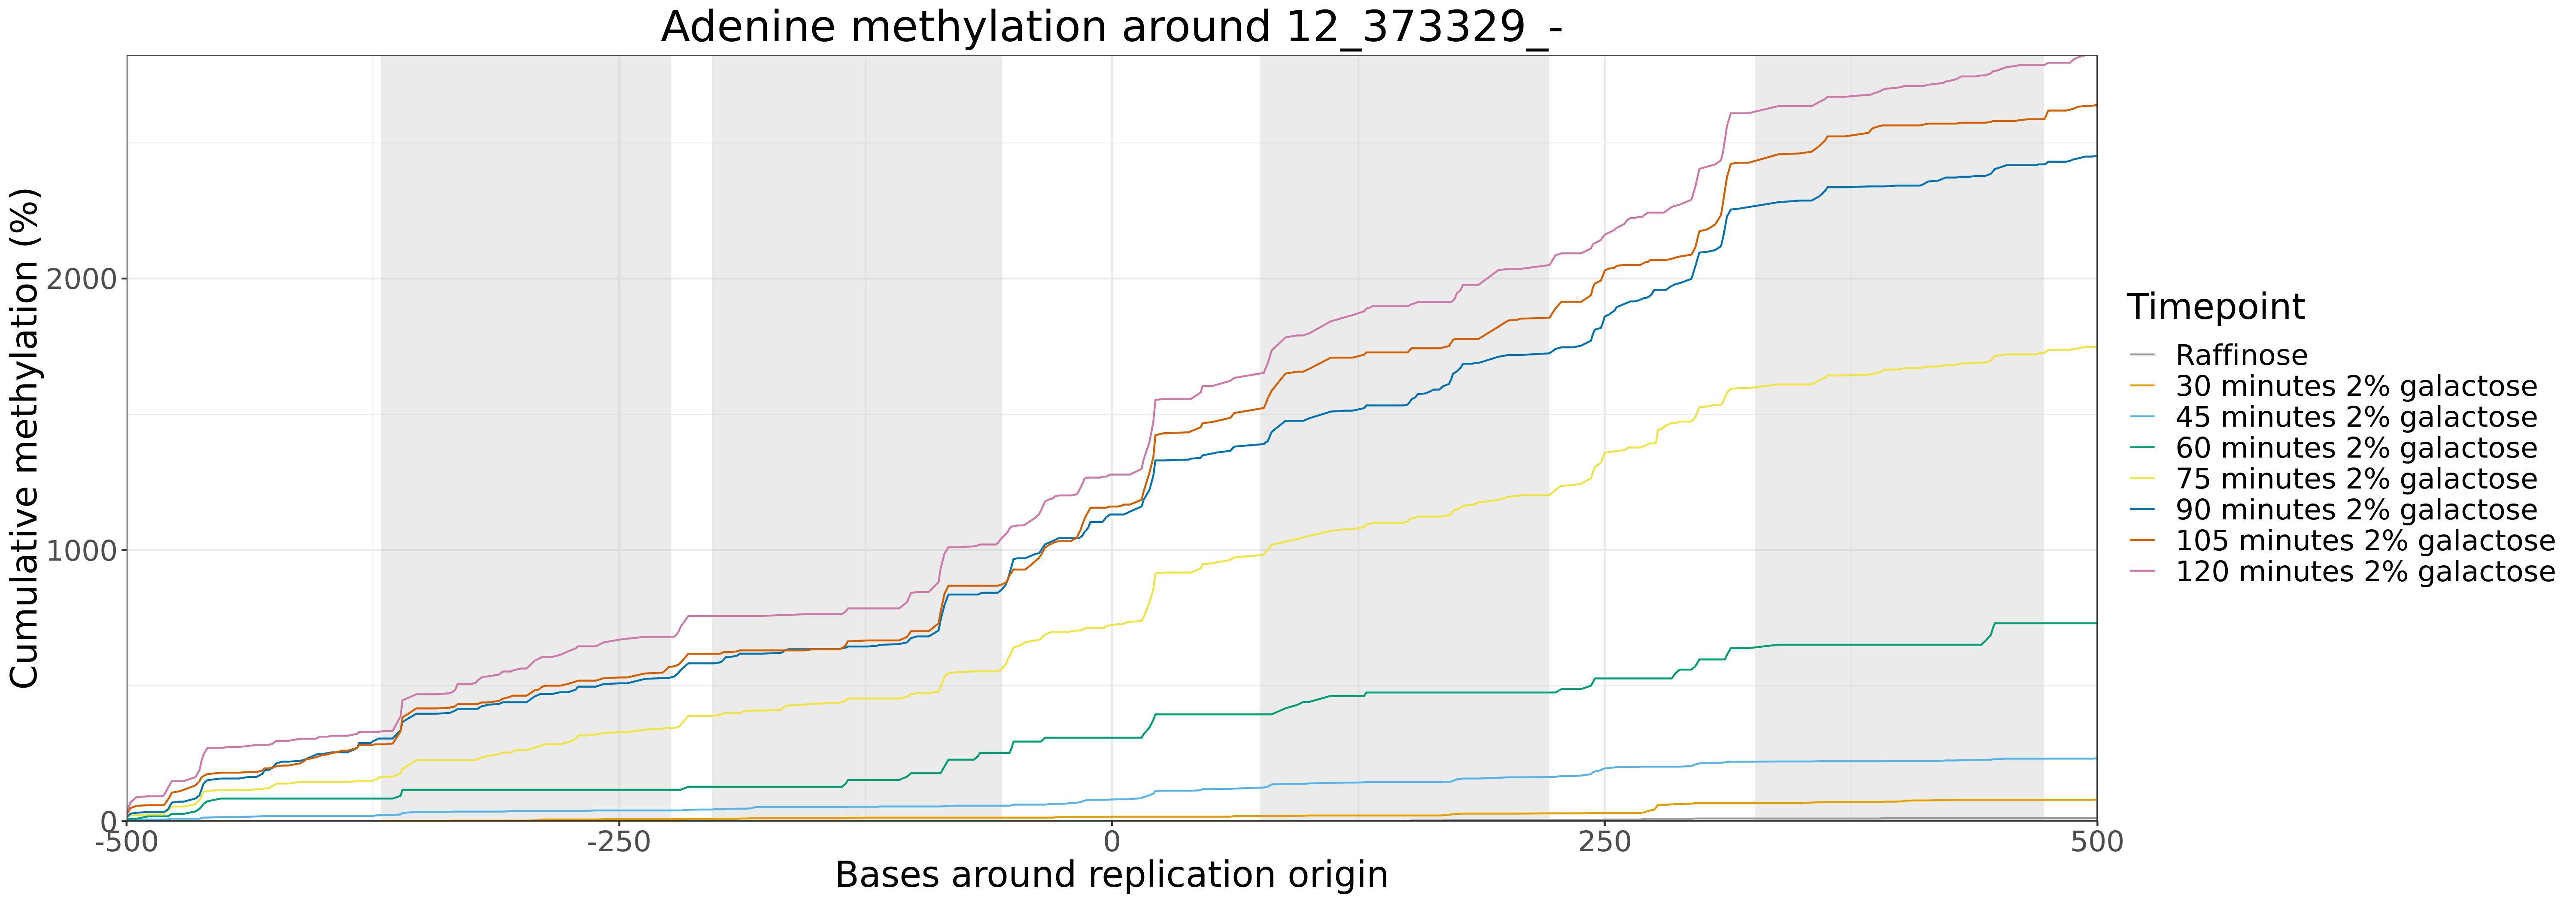 Adenine methylation around 12_373329_-
Cumulative methylation (%)
2000
1000
0
-500
-250
0
250
500
Bases around replication origin
Timepoint
Raffinose
30 minutes 2% galactose
45 minutes 2% galactose
60 minutes 2% galactose
75 minutes 2% galactose
90 minutes 2% galactose
105 minutes 2% galactose
120 minutes 2% galactose